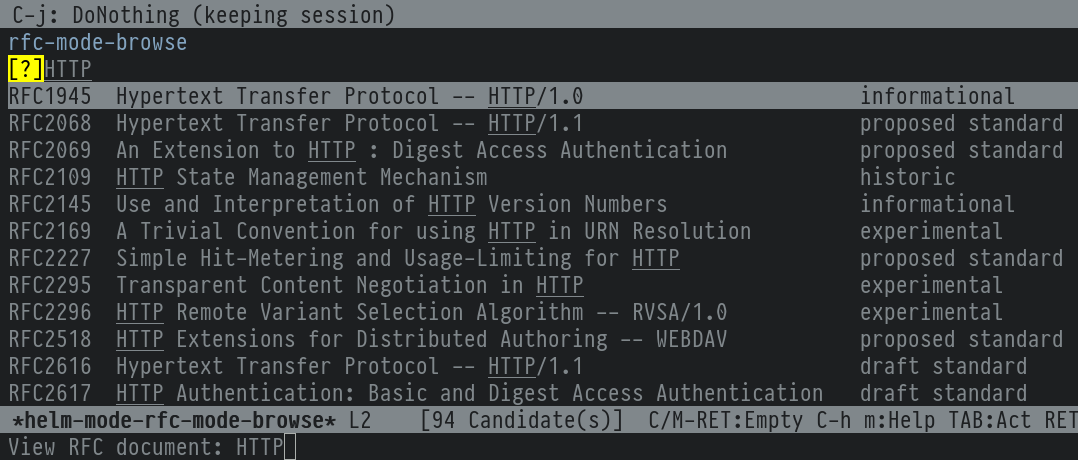 C-j: DoNothing (keeping session)
rfc-mode-browse
[?]HTTP
RFC1945 Hypertext Transfer Protocol -- HTTP/1.0 informational
RFC2068 Hypertext Transfer Protocol -- HTTP/1.1 proposed standard
RFC2069 An Extension to HTTP : Digest Access Authentication proposed standard
RFC2109 HTTP State Management Mechanism historic
RFC2145 Use and Interpretation of HTTP Version Numbers informational
RFC2169 A Trivial Convention for using HTTP in URN Resolution experimental
RFC2227 Simple Hit-Metering and Usage-Limiting for HTTP proposed standard
RFC2295 Transparent Content Negotiation in HTTP experimental
RFC2296 HTTP Remote Variant Selection Algorithm -- RVSA/1.0 experimental
RFC2518 HTTP Extensions for Distributed Authoring -- WEBDAV proposed standard
RFC2616 Hypertext Transfer Protocol -- HTTP/1.1 draft standard
RFC2617 HTTP Authentication: Basic and Digest Access Authentication draft standard
*helm-mode-rfc-mode-browse* L2 [94 Candidate(s)] C/M-RET:Empty C-h m:Help TAB:Act RET
View RFC document: HTTP